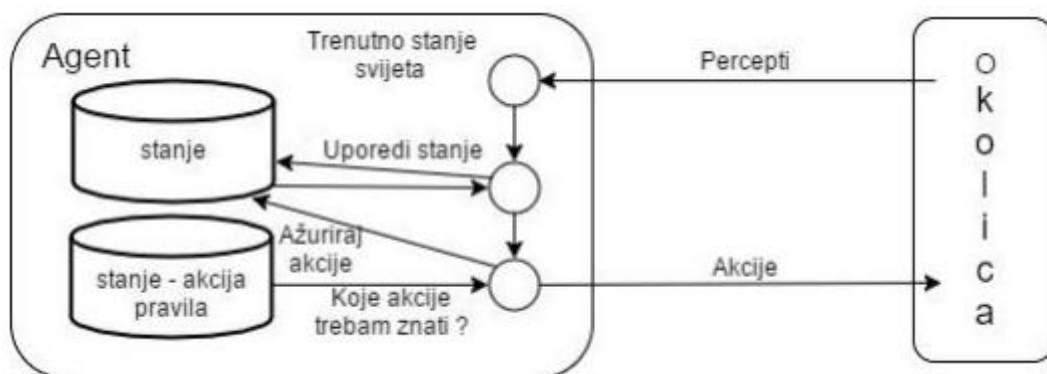 Agent
Trenutno stanje
svijeta
Percepti
stanje
Uporedi stanje
Ažuriraj
akcije
stanje - akcija
pravila
Koje akcije
trebam znati ?
Akcije
o
k
o
l
i
c
a